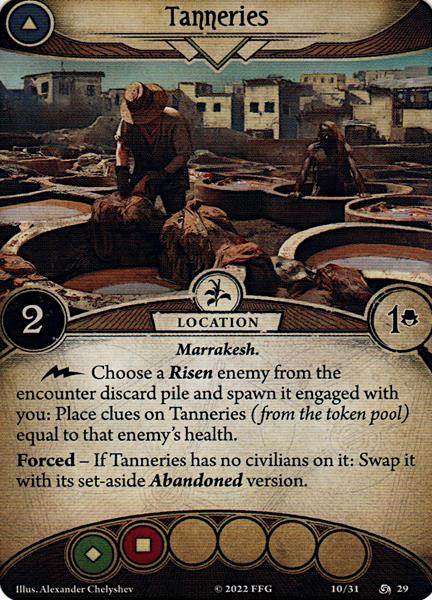 Tanneries
2
LOCATION
1
Marrakesh.
Choose a Risen enemy from the
encounter discard pile and spawn it engaged with
you: Place clues on Tanneries (from the token pool)
equal to that enemy's health.
Forced – If Tanneries has no civilians on it: Swap it
with its set-aside Abandoned version.
Illus. Alexander Chelyshev
© 2022 FFG
10/31
29